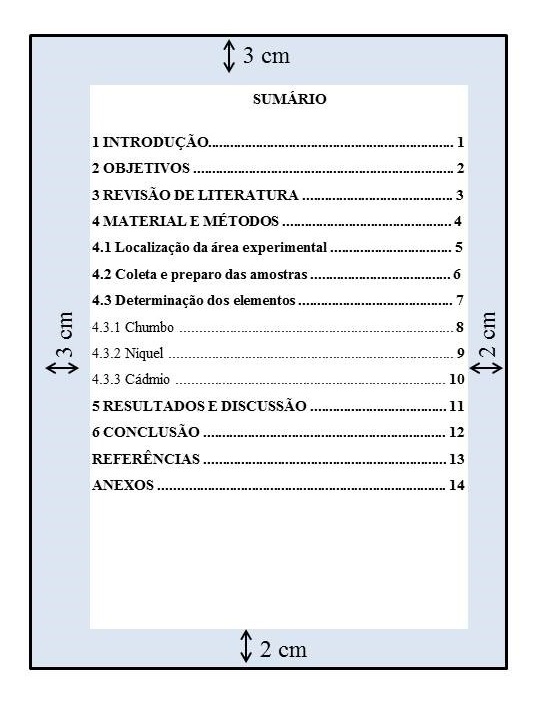 3 cm
SUMÁRIO
1 INTRODUÇÃO............................................................. 1
2 OBJETIVOS ................................................................. 2
3 REVISÃO DE LITERATURA ...................................... 3
4 MATERIAL E MÉTODOS ........................................... 4
4.1 Localização da área experimental ............................... 5
4.2 Coleta e preparo das amostras .................................... 6
4.3 Determinação dos elementos ....................................... 7
4.3.1 Chumbo ..................................................................... 8
4.3.2 Níquel ........................................................................ 9
4.3.3 Cádmio .................................................................... 10
5 RESULTADOS E DISCUSSÃO .................................. 11
6 CONCLUSÃO ............................................................. 12
REFERÊNCIAS ............................................................. 13
ANEXOS ........................................................................ 14
3 cm
2 cm
2 cm